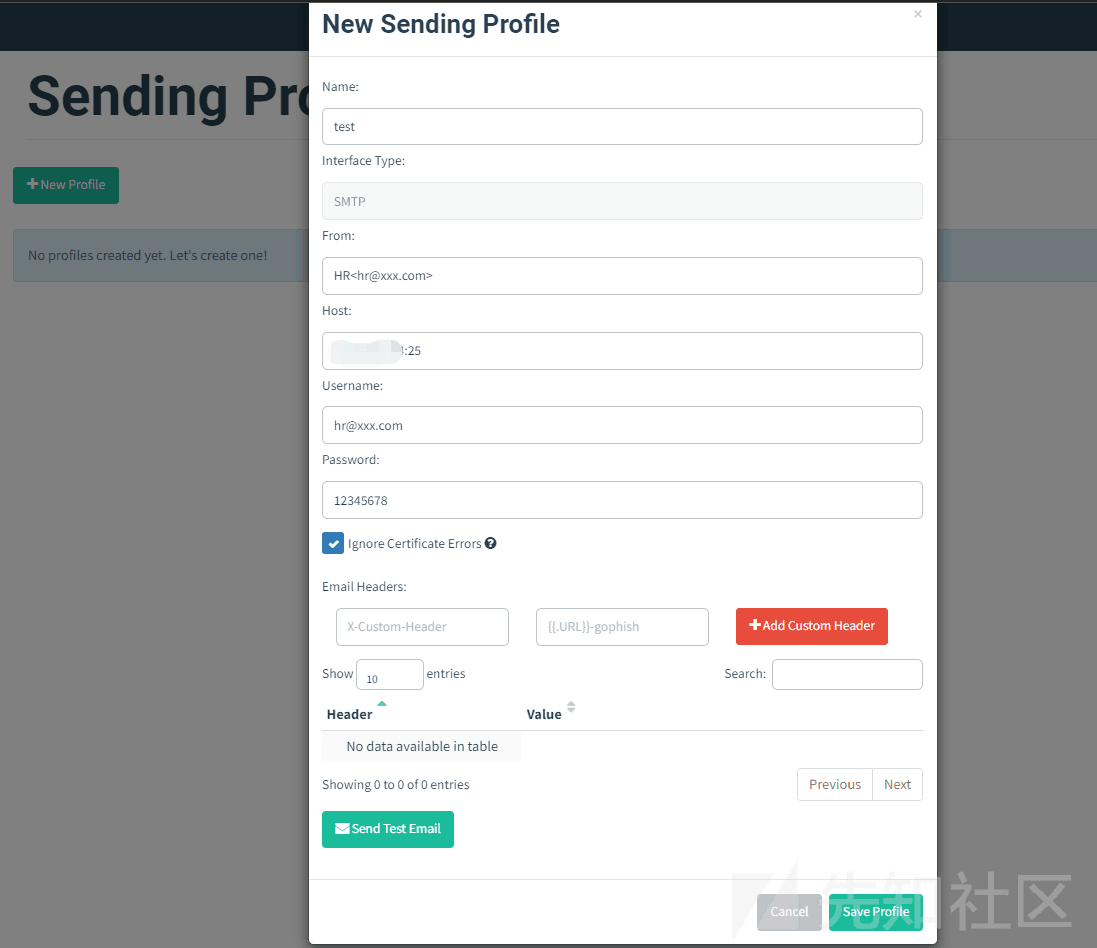 New Sending Profile
×
Sending Pro
New Profile
No profiles created yet. Let's create one!
Name:
test
Interface Type:
SMTP
From:
HR<hr@xxx.com>
Host:
:25
Username:
hr@xxx.com
Password:
12345678
Ignore Certificate Errors
Email Headers:
X-Custom-Header
{{.URL}}-gophish
Add Custom Header
Show 10 entries
Search:
Header
Value
No data available in table
Showing 0 to 0 of 0 entries
Previous
Next
Send Test Email
Cancel
Save Profile
先知社区